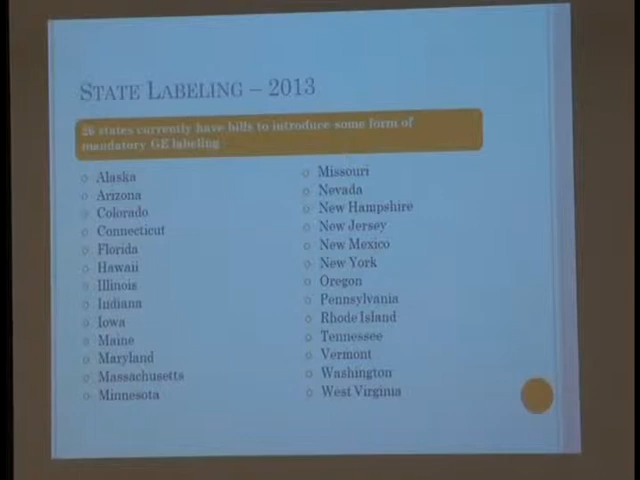 STATE LABELING – 2013
26 states currently have bills to introduce some form of
mandatory GE labeling
Alaska
Arizona
Colorado
Connecticut
Florida
Hawaii
Illinois
Indiana
Iowa
Maine
Maryland
Massachusetts
Minnesota
Missouri
Nevada
New Hampshire
New Jersey
New Mexico
New York
Oregon
Pennsylvania
Rhode Island
Tennessee
Vermont
Washington
West Virginia